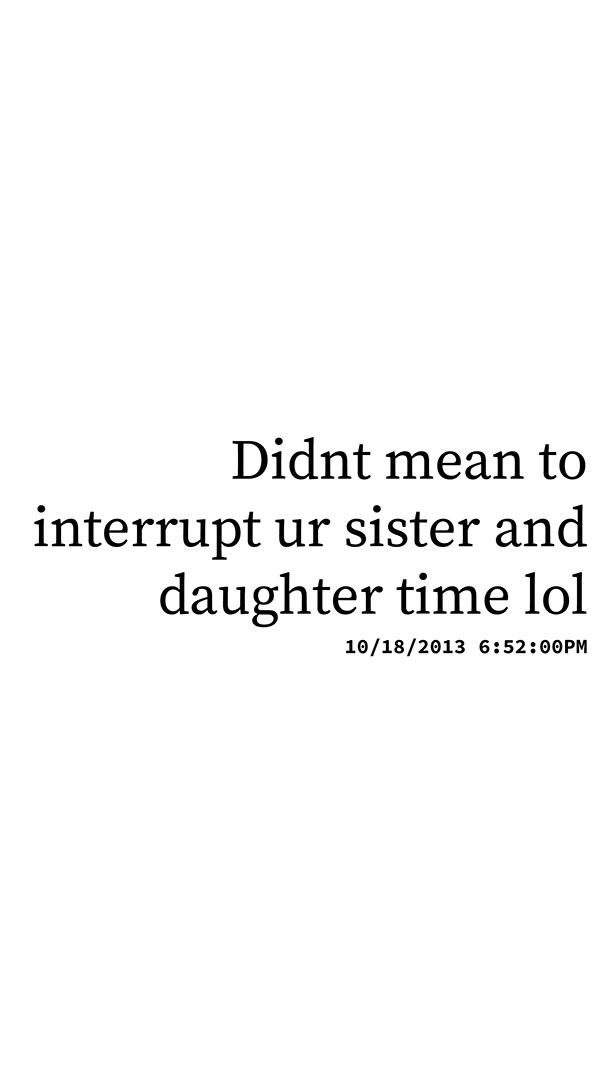 Didnt mean to
interrupt ur sister and
daughter time lol
10/18/2013 6:52:00PM